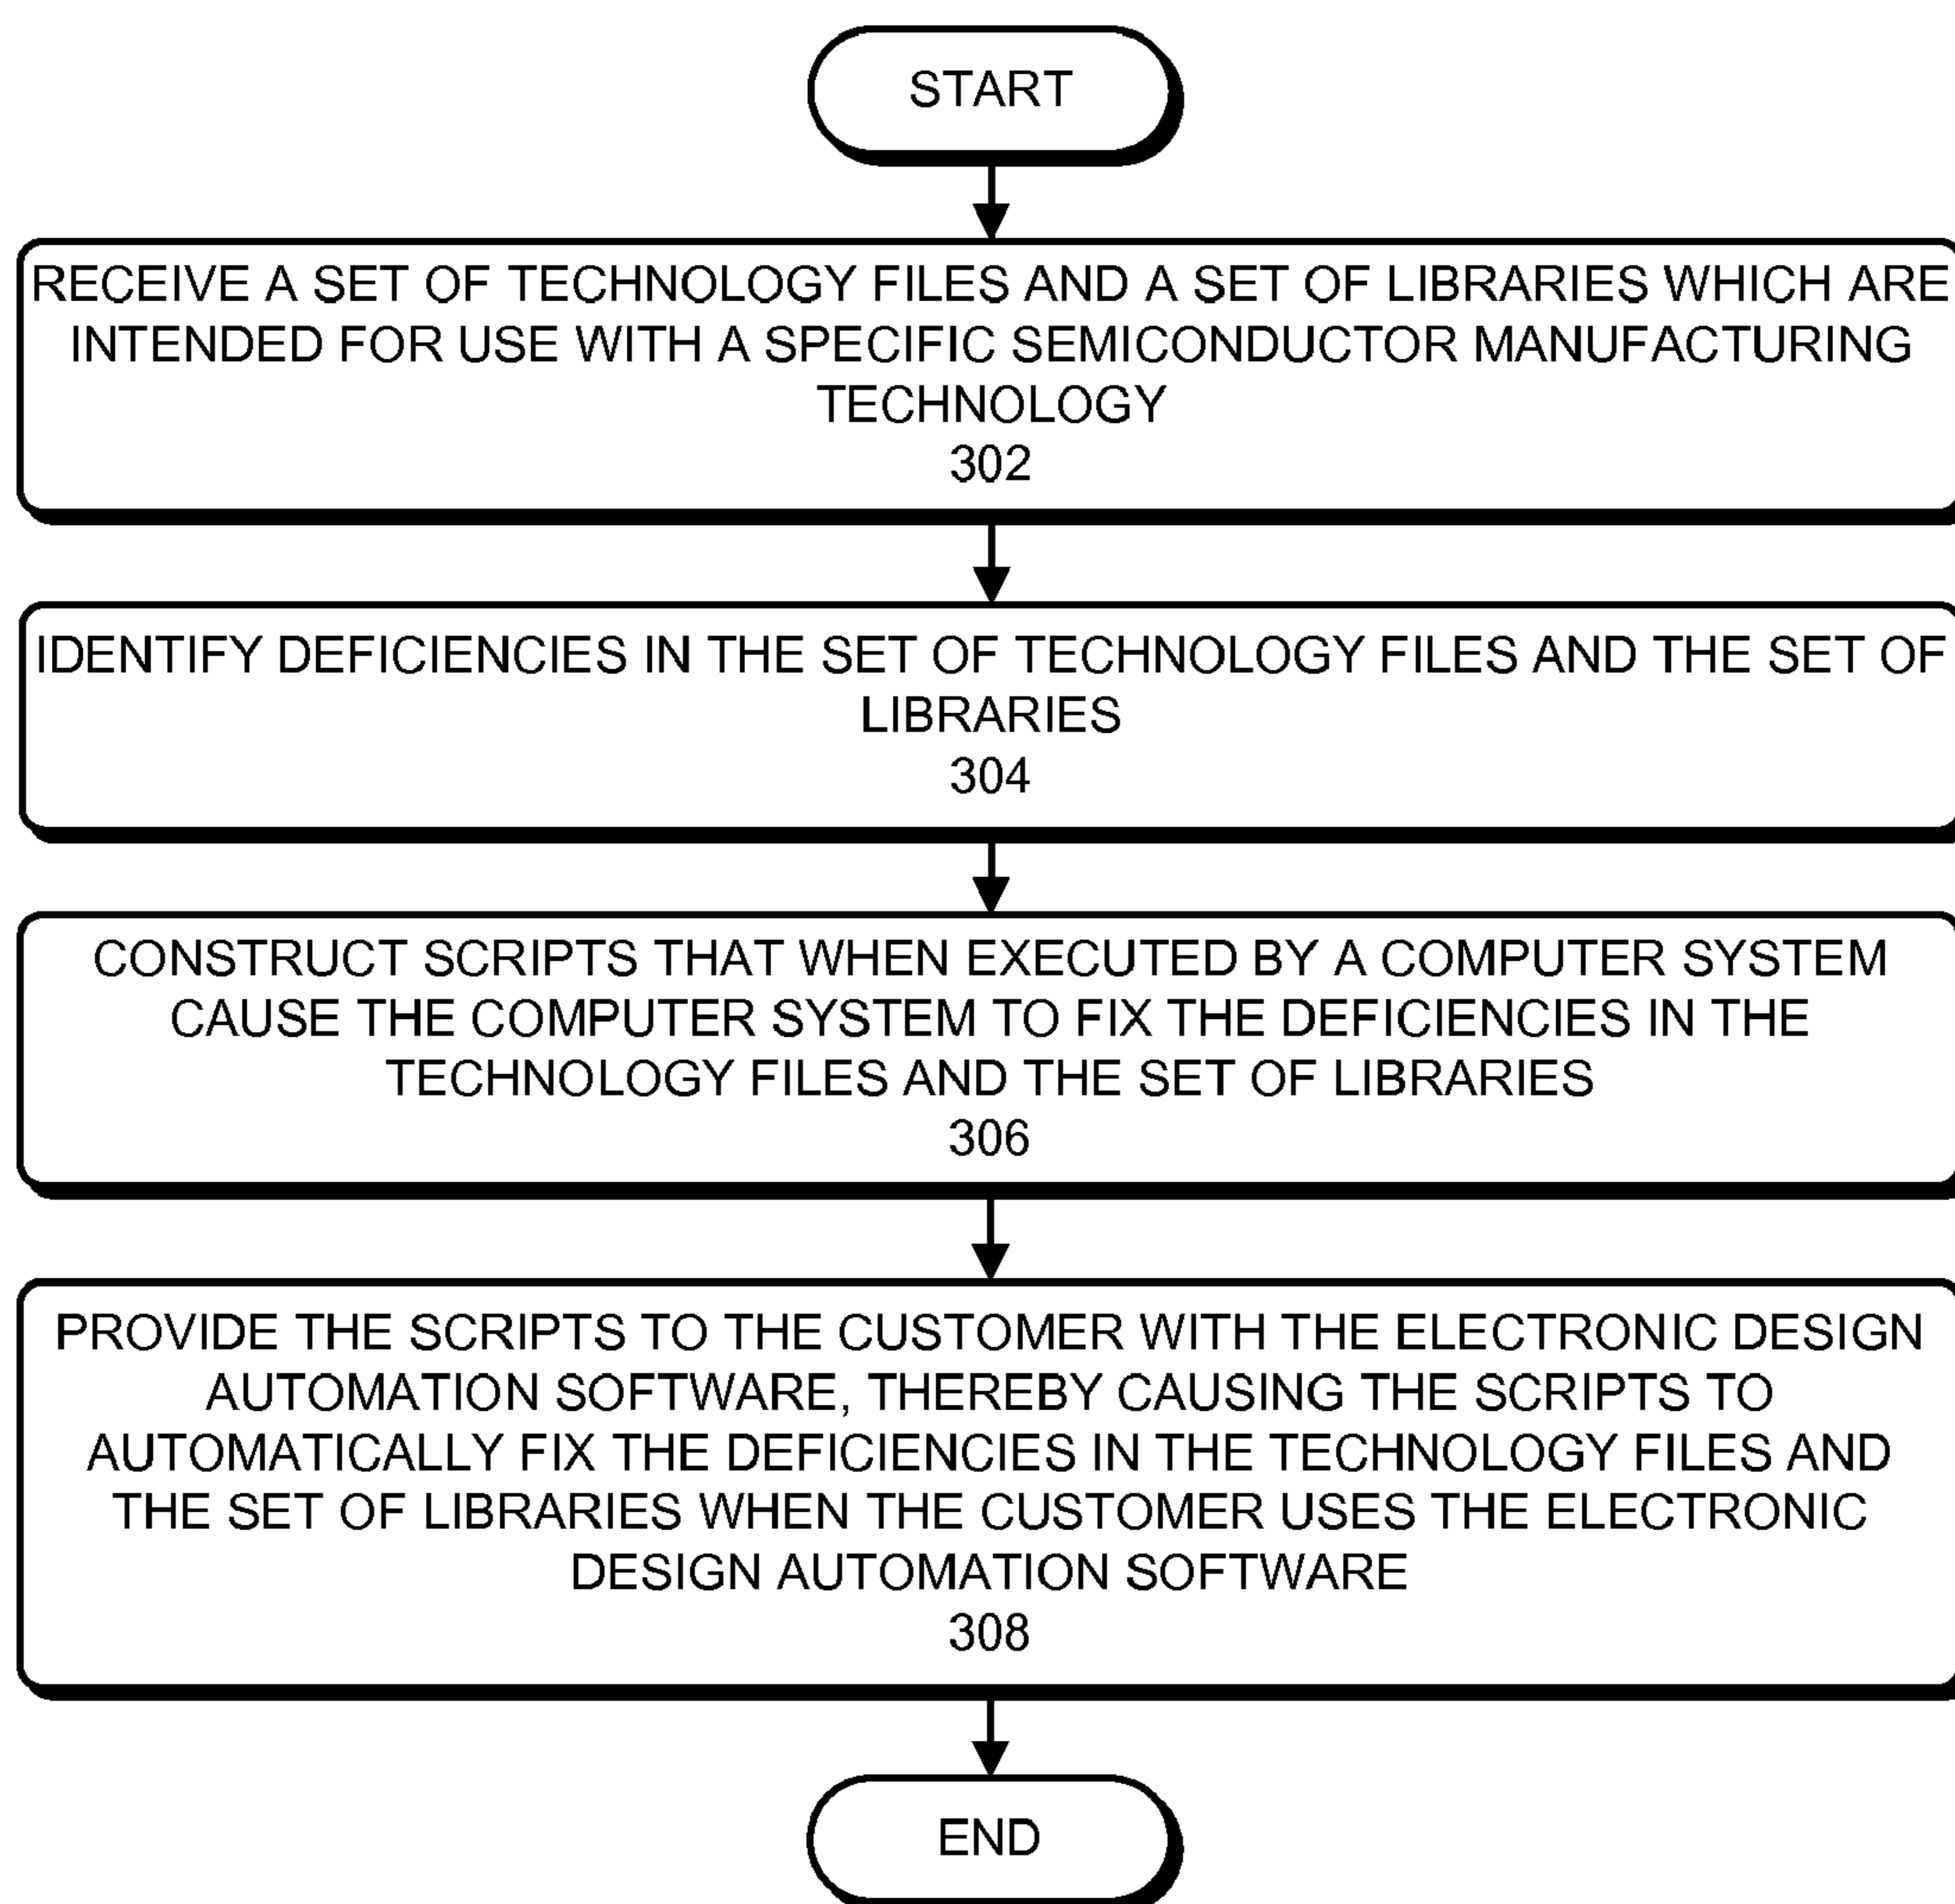 START
RECEIVE A SET OF TECHNOLOGY FILES AND A SET OF LIBRARIES WHICH ARE
INTENDED FOR USE WITH A SPECIFIC SEMICONDUCTOR MANUFACTURING
TECHNOLOGY
302
IDENTIFY DEFICIENCIES IN THE SET OF TECHNOLOGY FILES AND THE SET OF
LIBRARIES
304
CONSTRUCT SCRIPTS THAT WHEN EXECUTED BY A COMPUTER SYSTEM
CAUSE THE COMPUTER SYSTEM TO FIX THE DEFICIENCIES IN THE
TECHNOLOGY FILES AND THE SET OF LIBRARIES
306
PROVIDE THE SCRIPTS TO THE CUSTOMER WITH THE ELECTRONIC DESIGN
AUTOMATION SOFTWARE, THEREBY CAUSING THE SCRIPTS TO
AUTOMATICALLY FIX THE DEFICIENCIES IN THE TECHNOLOGY FILES AND
THE SET OF LIBRARIES WHEN THE CUSTOMER USES THE ELECTRONIC
DESIGN AUTOMATION SOFTWARE
308
END